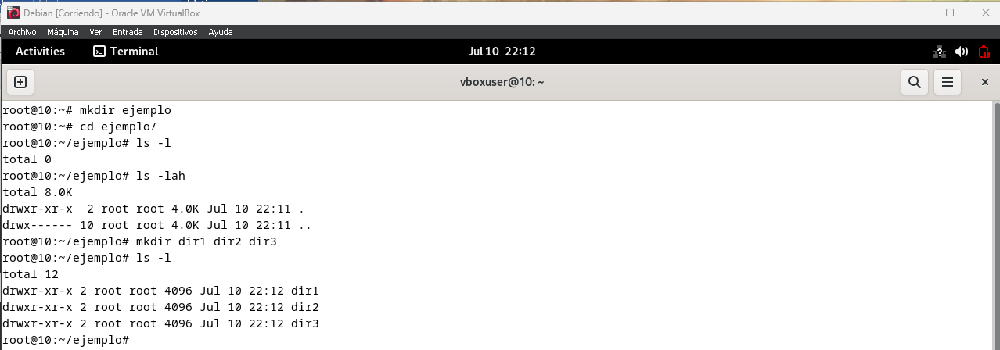 Debian [Corriendo] - Oracle VM VirtualBox
Archivo Máquina Ver Entrada Dispositivos Ayuda
Activities Terminal Jul 10 22:12
vboxuser@10: ~
root@10:~# mkdir ejemplo
root@10:~# cd ejemplo/
root@10:~/ejemplo# ls -l
total 0
root@10:~/ejemplo# ls -lah
total 8.0K
drwxr-xr-x  2 root root 4.0K Jul 10 22:11 .
drwx------ 10 root root 4.0K Jul 10 22:11 ..
root@10:~/ejemplo# mkdir dir1 dir2 dir3
root@10:~/ejemplo# ls -l
total 12
drwxr-xr-x 2 root root 4096 Jul 10 22:12 dir1
drwxr-xr-x 2 root root 4096 Jul 10 22:12 dir2
drwxr-xr-x 2 root root 4096 Jul 10 22:12 dir3
root@10:~/ejemplo#